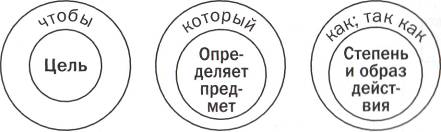 чтобы
Цель
который
Опре-
деляет
пред-
мет
как; так как
Степень
и образ
дейст-
вия